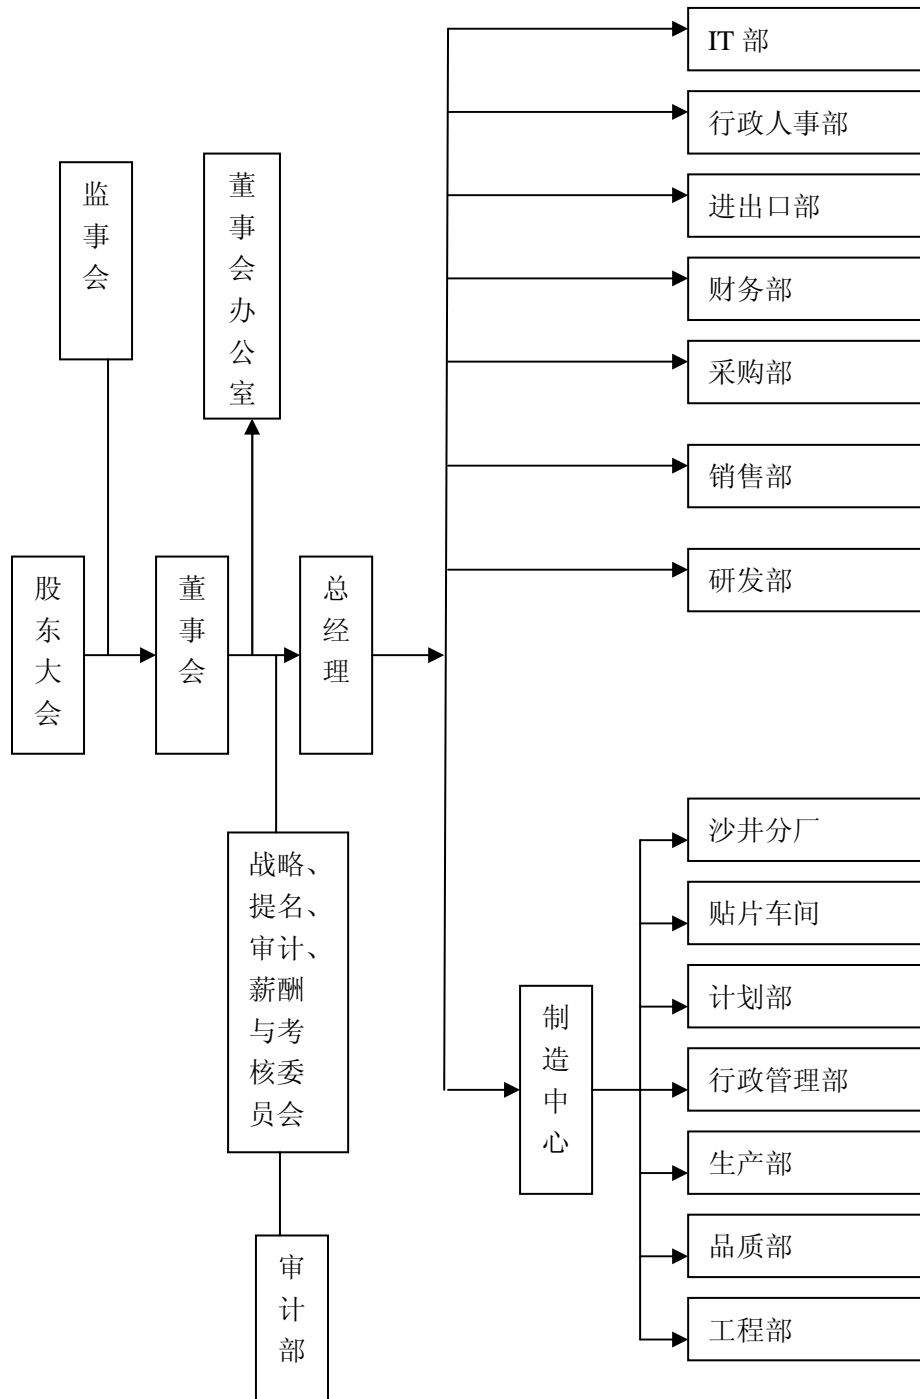 IT 部
行政人事部
进出口部
财务部
采购部
销售部
研发部
监事会
董事会办公室
股东大会
董事会
总经理
战略、
提名、
审计、
薪酬
与考
核委
员会
审计部
制造中心
沙井分厂
贴片车间
计划部
行政管理部
生产部
品质部
工程部